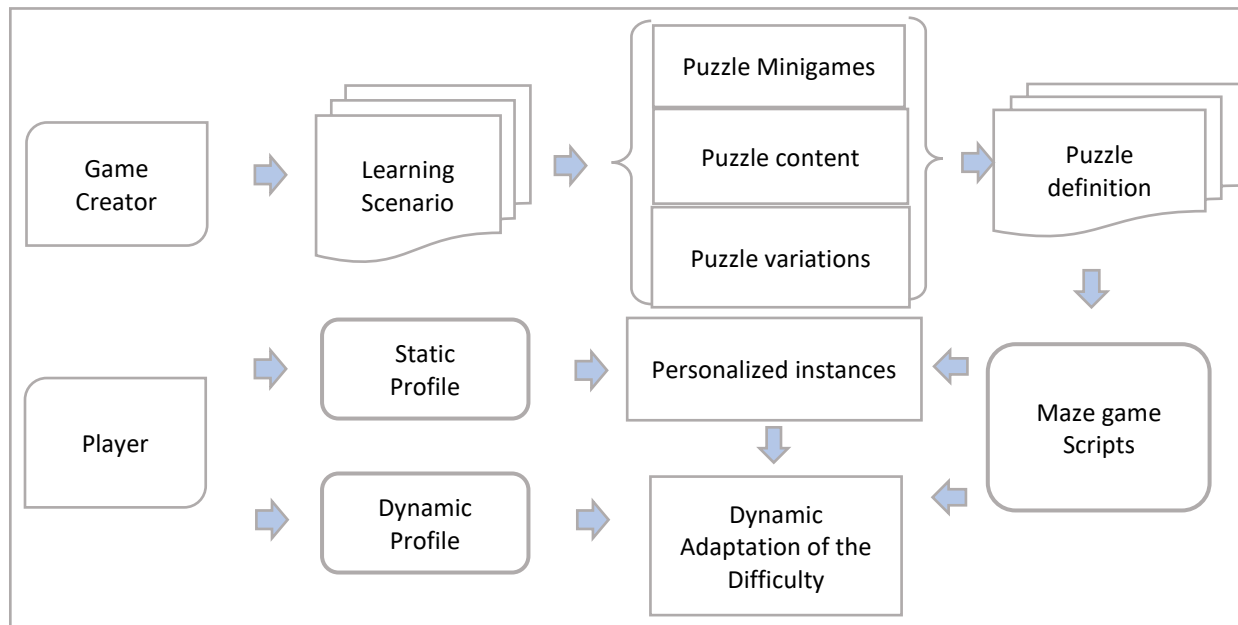 Puzzle Minigames
Game
Creator
Learning
Scenario
Puzzle content
Puzzle
definition
Puzzle variations
Static
Profile
Personalized instances
Maze game
Scripts
Player
Dynamic
Profile
Dynamic
Adaptation of the
Difficulty